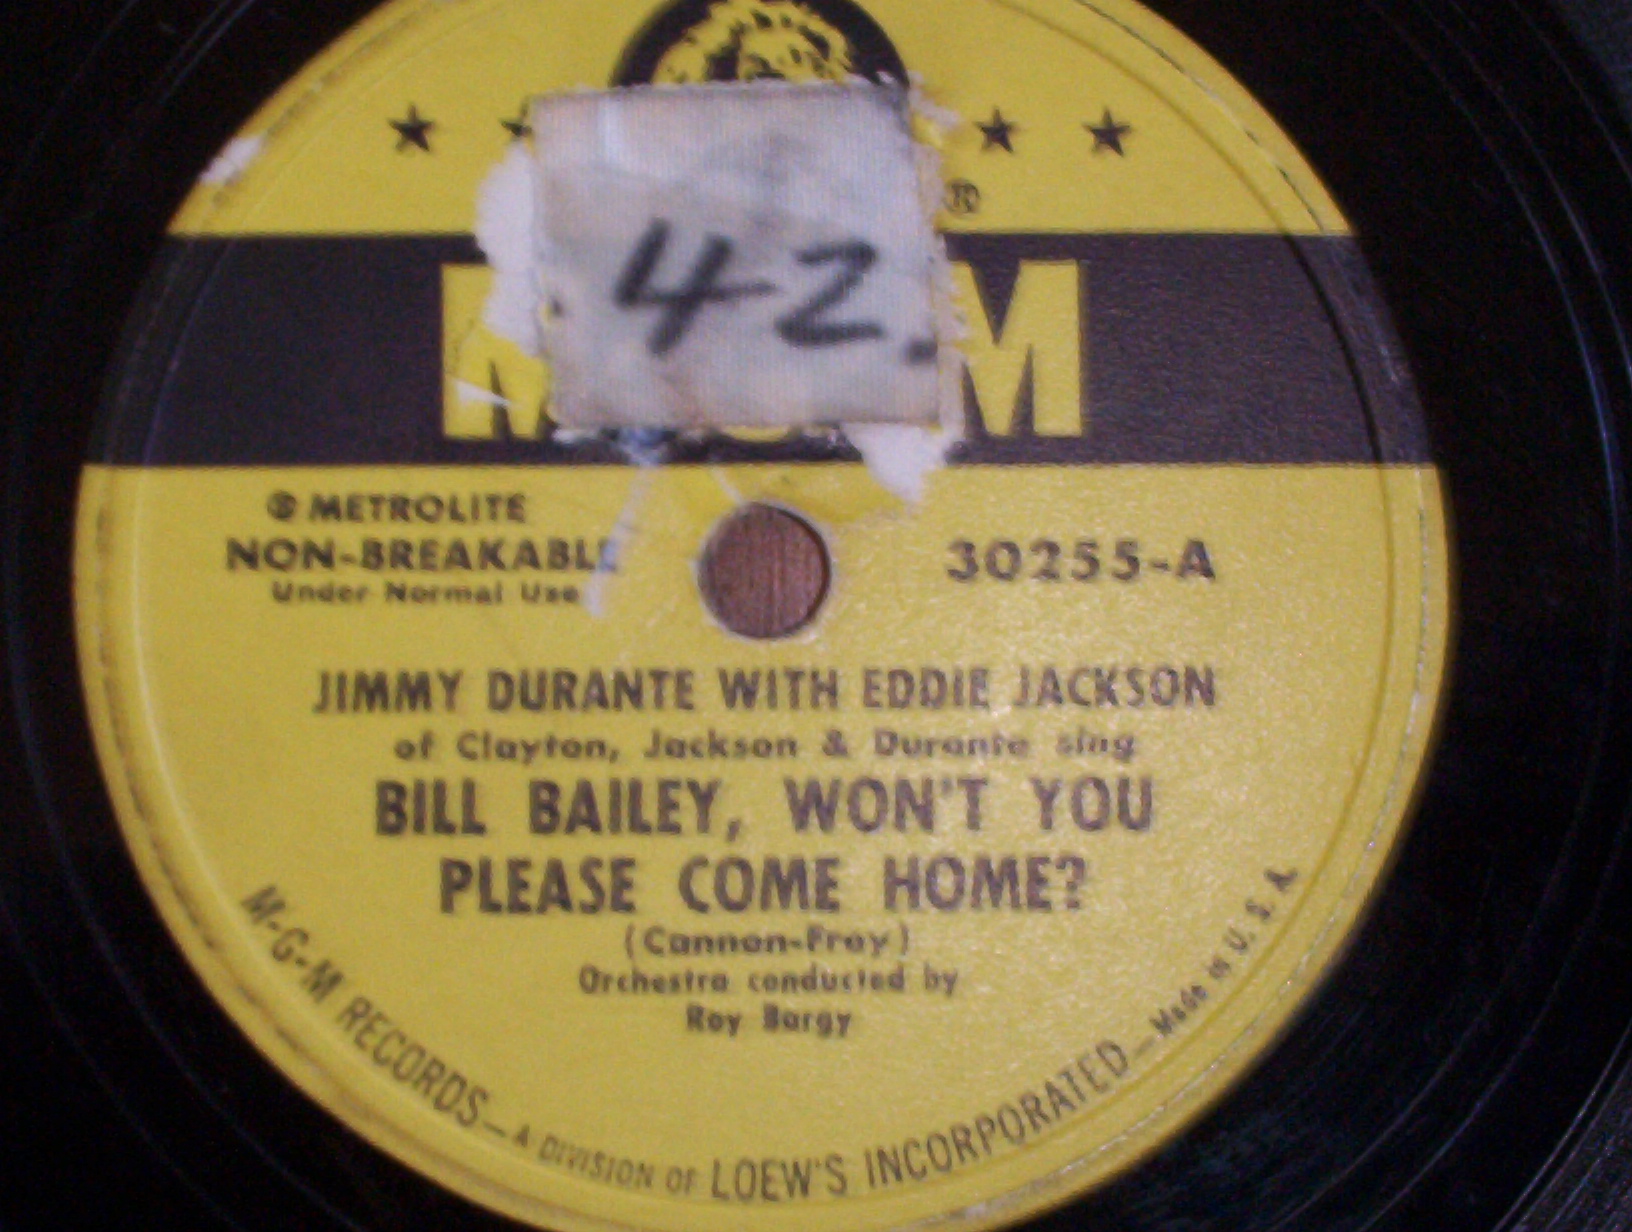 ®
42.
M M
® METROLITE
NON-BREAKABLE
Under Normal Use
30255-A
JIMMY DURANTE WITH EDDIE JACKSON
of Clayton, Jackson & Durante sing
BILL BAILEY, WON'T YOU
PLEASE COME HOME?
(Cannon-Fray)
Orchestra conducted by
Roy Bargy
M-G-M RECORDS—A DIVISION OF LOEW'S INCORPORATED—Made in U. S. A.